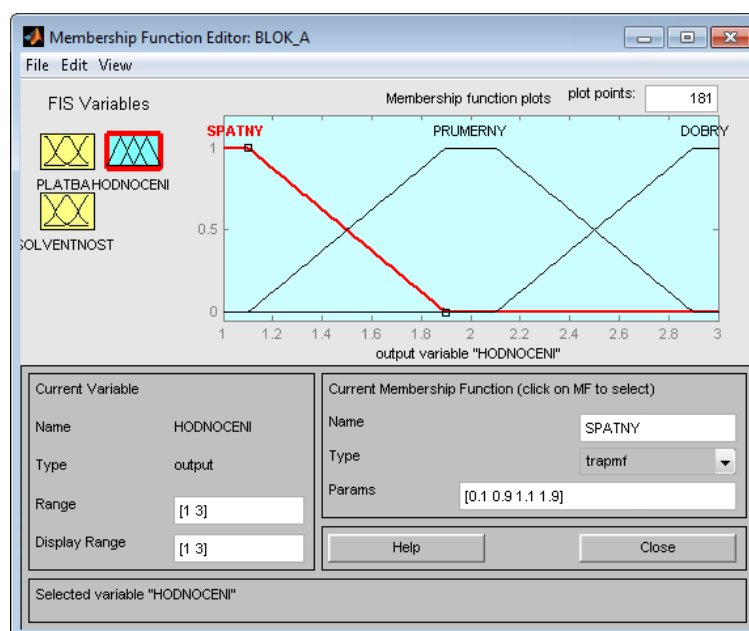 Membership Function Editor: BLOK_A
File Edit View
FIS Variables
Membership function plots plot points: 181
PLATBA HODNOCENI
SOLVENTNOST
SPATNY PRUMERNY DOBRY
1
0.5
0
1 1.2 1.4 1.6 1.8 2 2.2 2.4 2.6 2.8 3
output variable "HODNOCENI"
Current Variable
Name HODNOCENI
Type output
Range [1 3]
Display Range [1 3]
Current Membership Function (click on MF to select)
Name SPATNY
Type trapmf
Params [0.1 0.9 1.1 1.9]
Help Close
Selected variable "HODNOCENI"